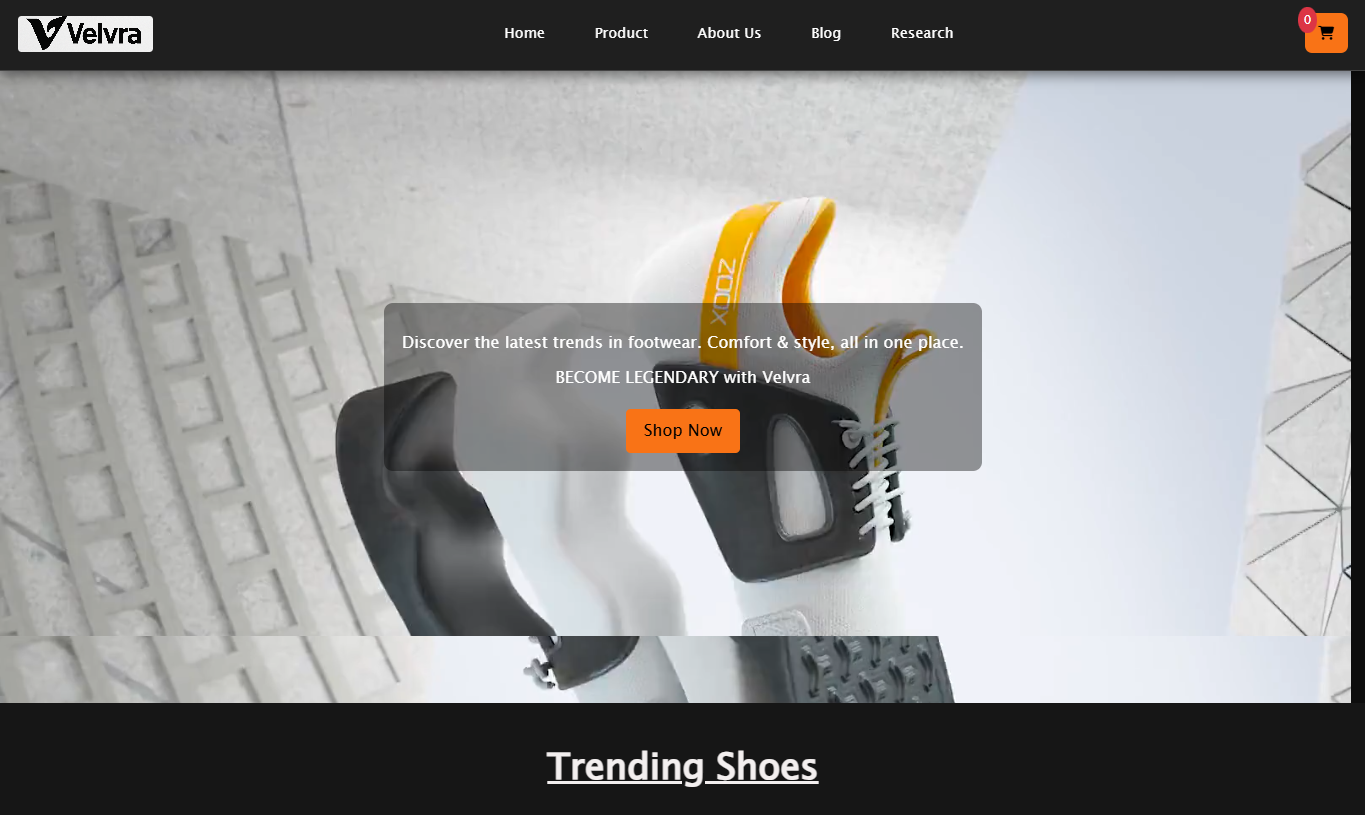 Velvra
Home Product About Us Blog Research
0
XOOZ
Discover the latest trends in footwear. Comfort & style, all in one place.
BECOME LEGENDARY with Velvra
Shop Now
Trending Shoes